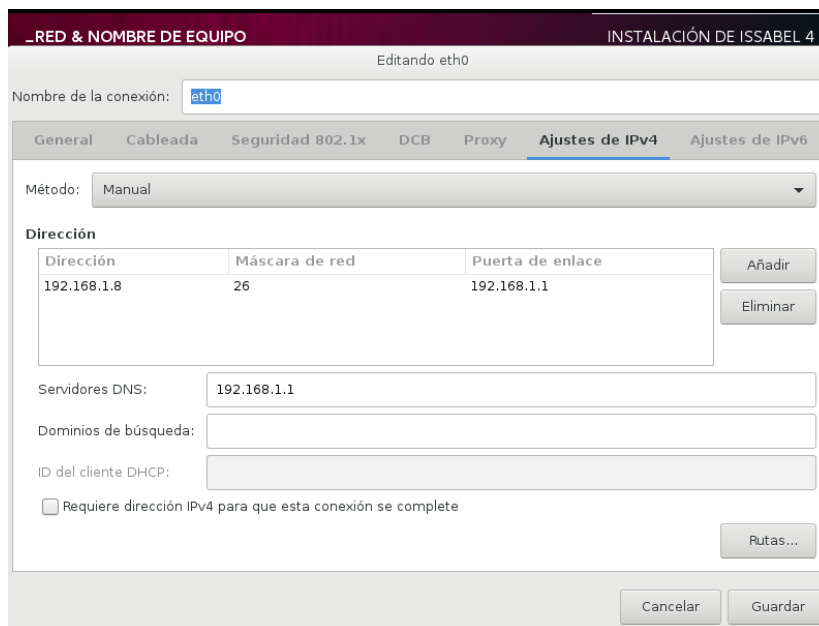 _RED & NOMBRE DE EQUIPO INSTALACIÓN DE ISSABEL 4
Editando eth0
Nombre de la conexión: eth0
General Cableada Seguridad 802.1x DCB Proxy Ajustes de IPv4 Ajustes de IPv6
Método: Manual
Dirección
Dirección Máscara de red Puerta de enlace Añadir
192.168.1.8 26 192.168.1.1
Eliminar
Servidores DNS: 192.168.1.1
Dominios de búsqueda:
ID del cliente DHCP:
Requiere dirección IPv4 para que esta conexión se complete
Rutas...
Cancelar Guardar